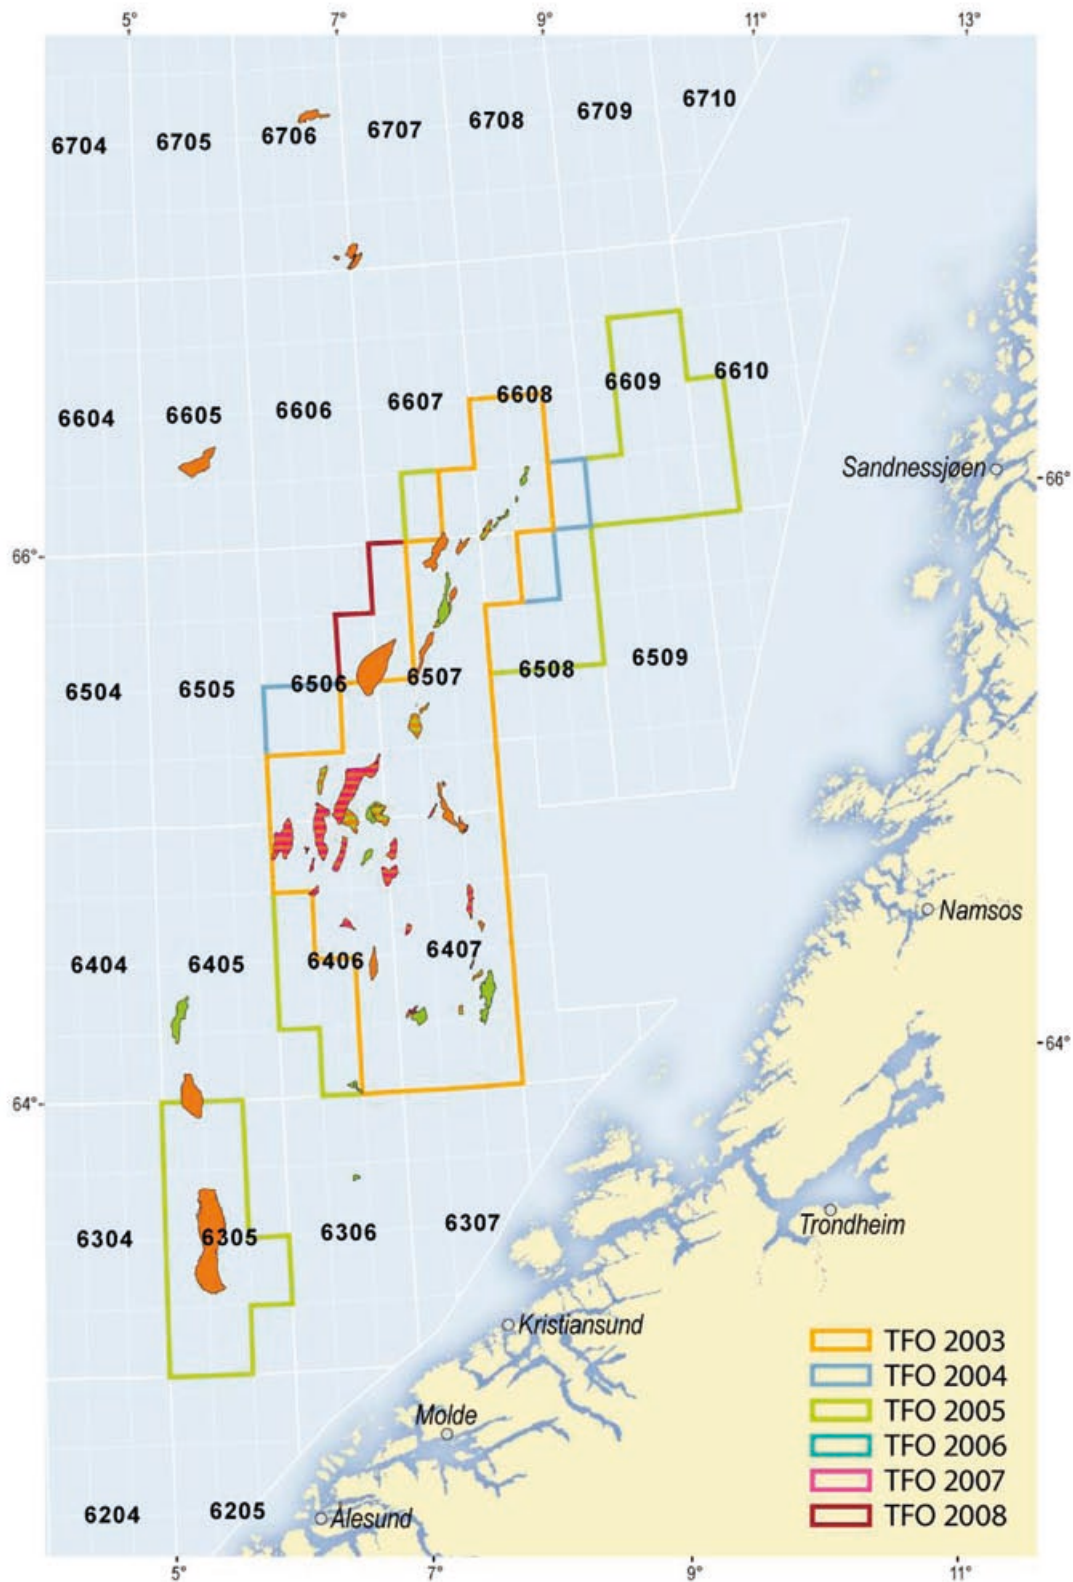 5° 7° 9° 11° 13°
6704 6705 6706 6707 6708 6709 6710
6604 6605 6606 6607 6608 6609 6610
Sandnessjøen
66°
66°
6504 6505 6506 6507 6508 6509
Namsos
6404 6405 6406 6407
64°
64°
6304 6305 6306 6307
Trondheim
Kristiansund
TFO 2003
TFO 2004
Molde
TFO 2005
TFO 2006
TFO 2007
6204 6205
Ålesund
TFO 2008
5° 7° 9° 11°